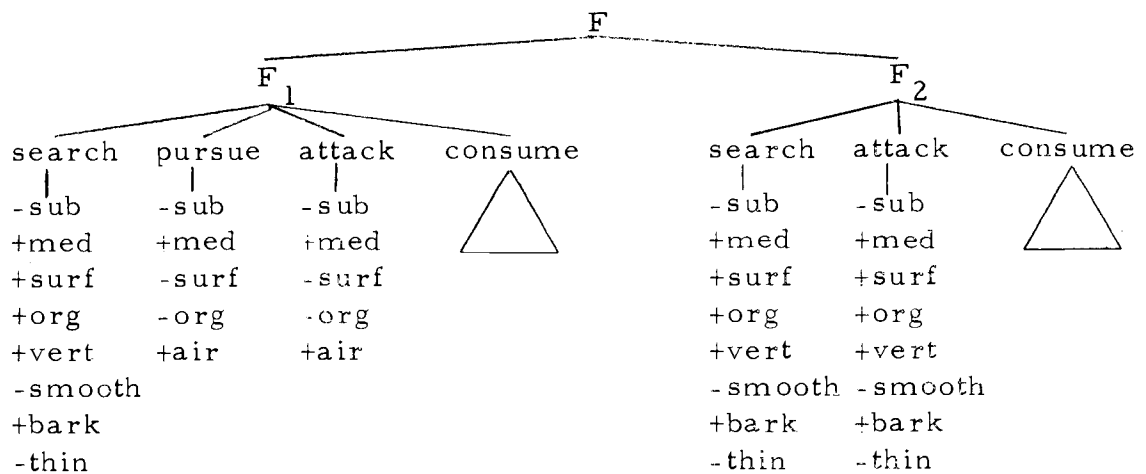 F
F1 F2
search pursue attack consume search attack consume
-sub -sub -sub -sub -sub
+med +med +med +med +med
+surf -surf -surf +surf +surf
+org -org -org +org +org
+vert +air +air +vert +vert
-smooth -smooth -smooth
+bark +bark +bark
-thin -thin -thin